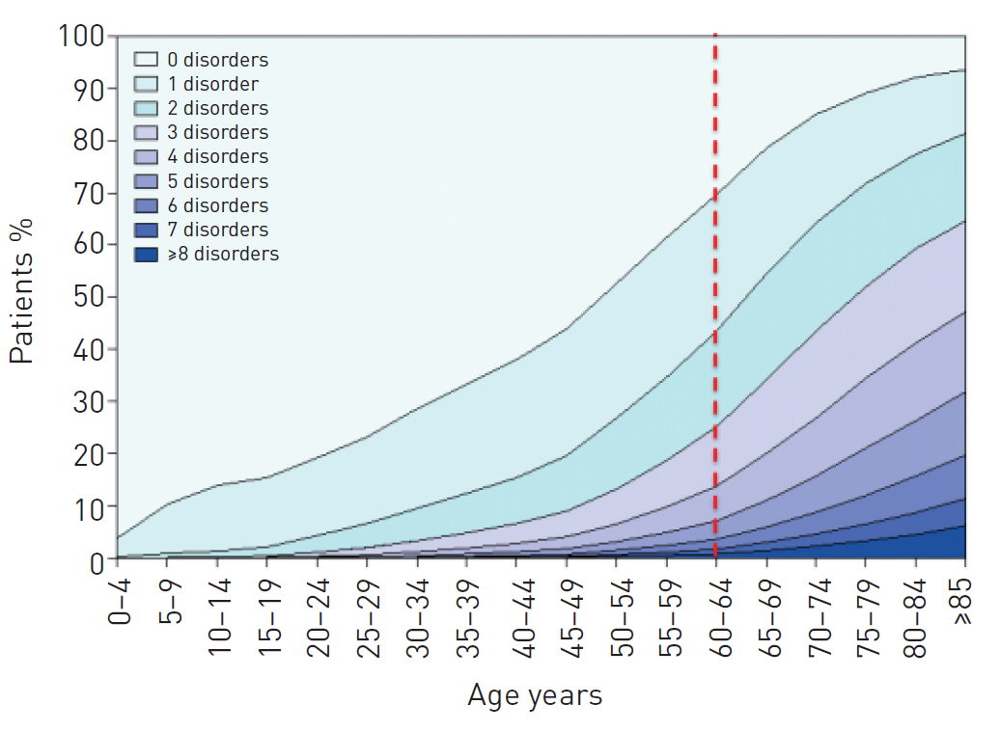 Patients %
100
90
80
70
60
50
40
30
20
10
0
0 disorders
1 disorder
2 disorders
3 disorders
4 disorders
5 disorders
6 disorders
7 disorders
≥8 disorders
0–4
5–9
10–14
15–19
20–24
25–29
30–34
35–39
40–44
45–49
50–54
55–59
60–64
65–69
70–74
75–79
80–84
≥85
Age years